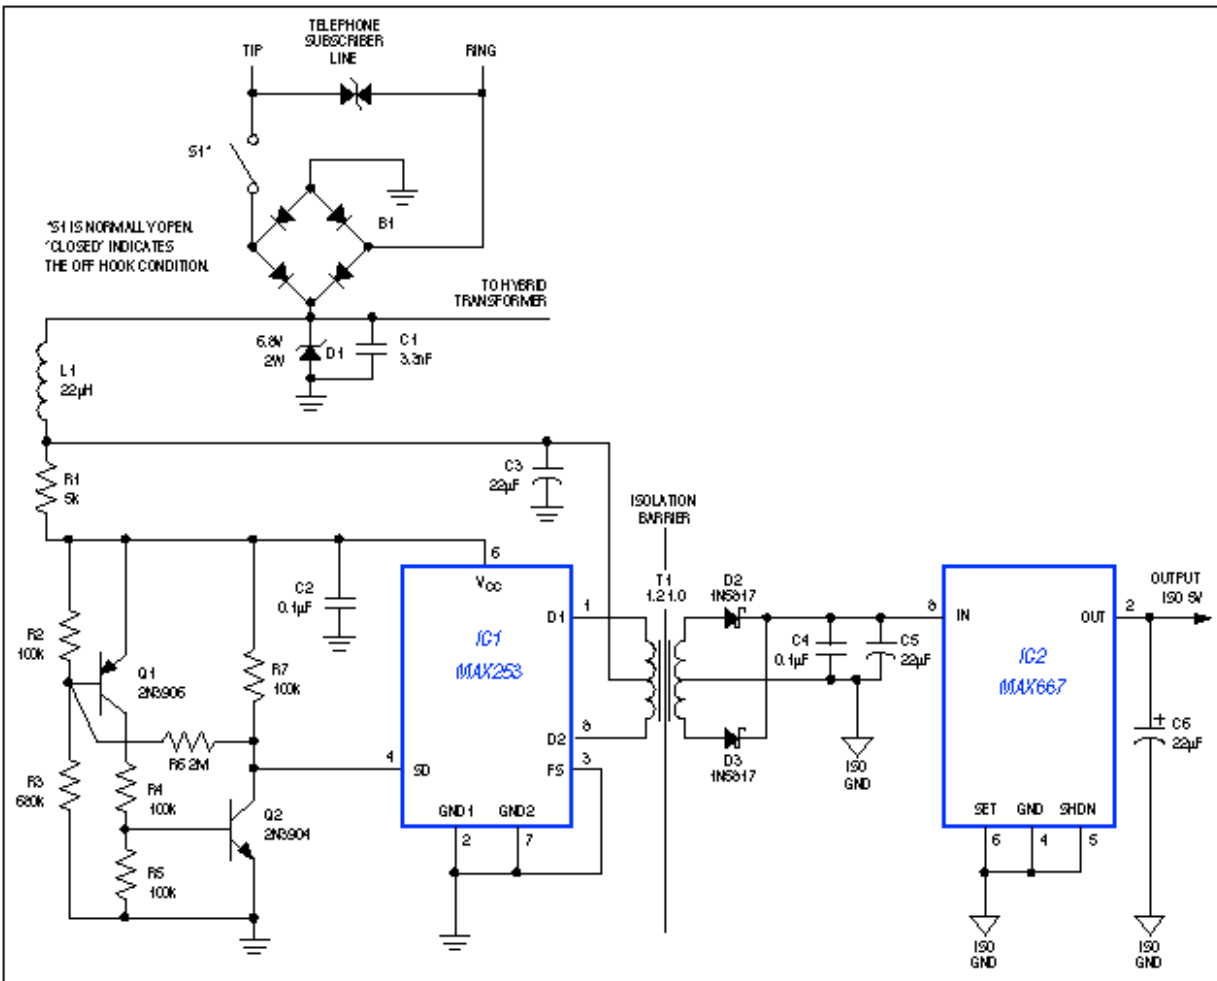 TELEPHONE
SUBSCRIBER
LINE
TIP
RING
S1*
B1
*S1 IS NORMALLY OPEN.
'CLOSED' INDICATES
THE OFF HOOK CONDITION.
TO HYBRID
TRANSFORMER
6.8V
2W
D1
C1
3.3nF
L1
22µH
R1
5k
C3
22µF
ISOLATION
BARRIER
C2
0.1µF
6
VCC
R2
100k
Q1
2N3906
R7
100k
IC1
MAX253
D1
1
T1
1.2:1.0
D2
1N5817
C4
0.1µF
C5
22µF
8
IN
IC2
MAX667
OUT
2
OUTPUT
ISO 5V
R6 2M
4
SD
D2
8
FS
3
D3
1N5817
ISO
GND
C6
22µF
R3
680k
R4
100k
Q2
2N3904
R5
100k
GND1
GND2
2
7
SET
GND
SHDN
6
4
5
ISO
GND
ISO
GND